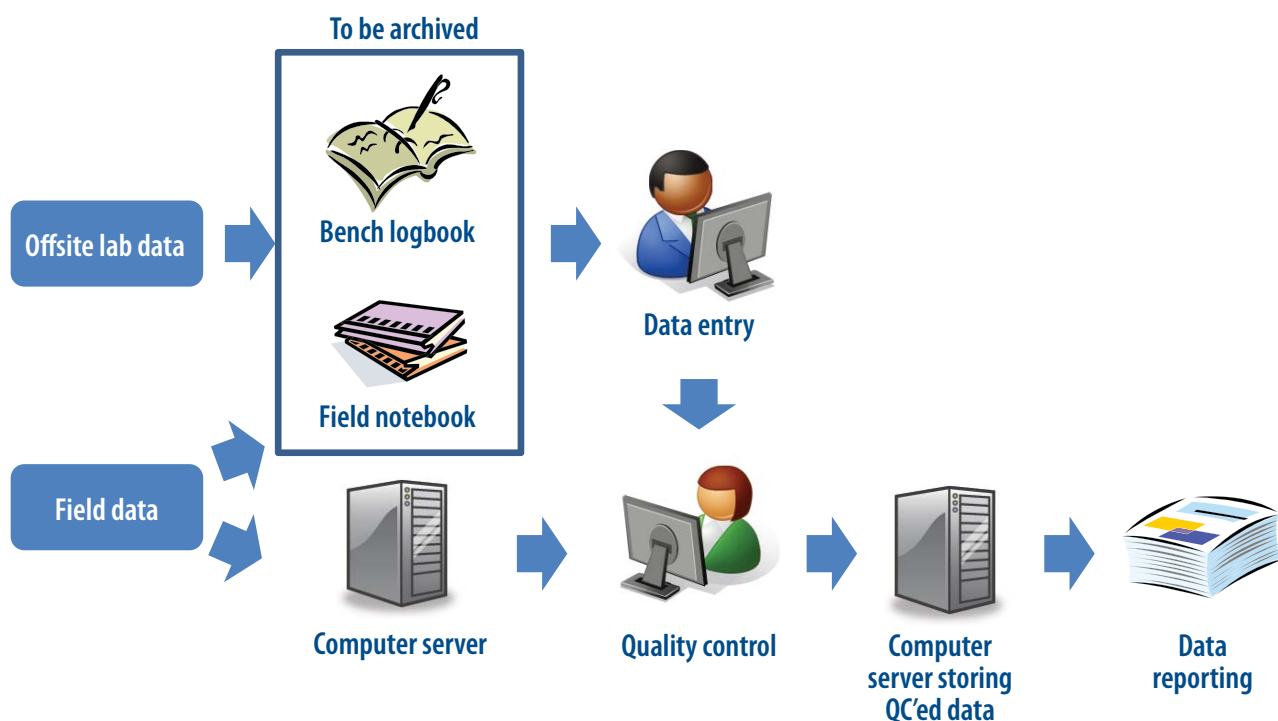 To be archived
Offsite lab data
Bench logbook
Data entry
Field notebook
Field data
Computer server
Quality control
Computer
server storing
QC'ed data
Data
reporting